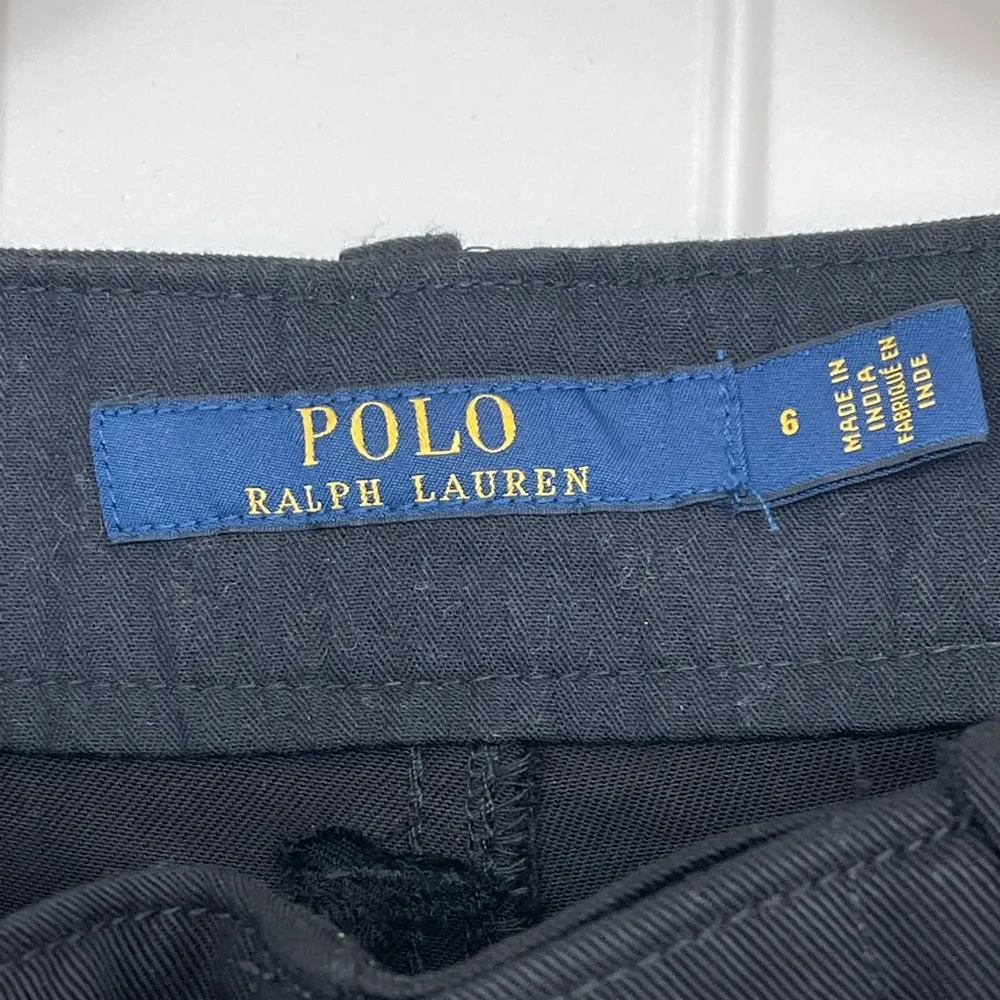 POLO
RALPH LAUREN
6
MADE IN
INDIA
FABRIQUÉ EN
INDE